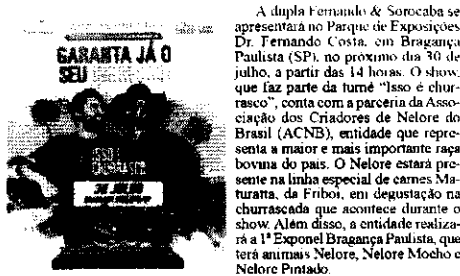 GARANTA JÁ O
SEU
A dupla Fernando & Sorocaba se
apresentará no Parque de Exposições
Dr. Fernando Costa, em Bragança
Paulista (SP), no próximo dia 30 de
julho, a partir das 14 horas. O show,
que faz parte da turnê “Isso é chur-
rasco”, conta com a parceria da Asso-
ciação dos Criadores de Nelore do
Brasil (ACNB), entidade que repre-
senta a maior e mais importante raça
bovina do país. O Nelore estará pre-
sente na linha especial de carnes Ma-
turatta, da Friboi, em degustação na
churrascada que acontece durante o
show. Além disso, a entidade realiza-
rá a 1ª Exponel Bragança Paulista, que
terá animais Nelore, Nelore Mocho e
Nelore Pintado.